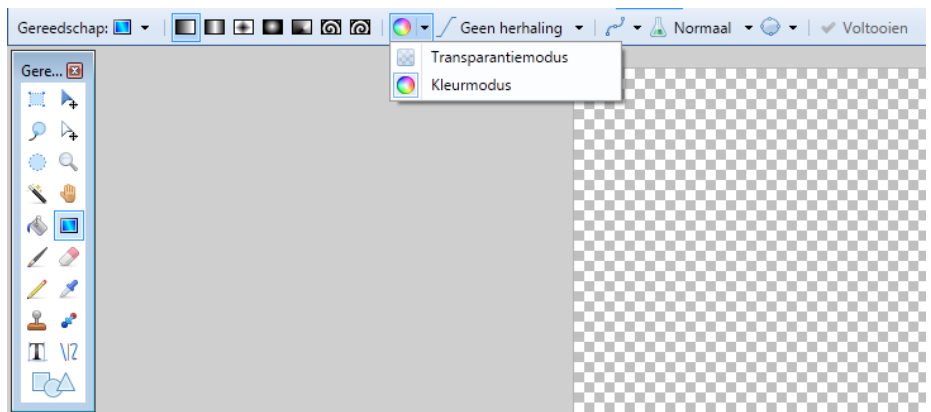 Gereedschap: Geen herhaling Normaal Voltooien
Transparantiemodus
Kleurmodus
Gere...